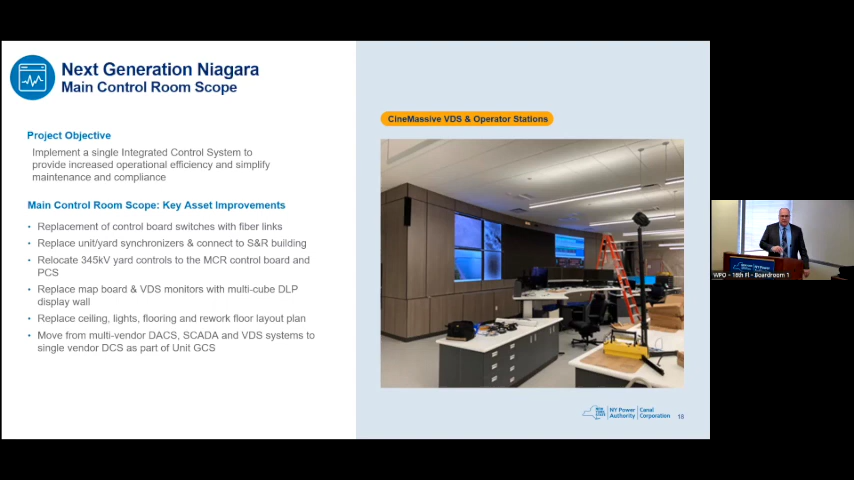 Next Generation Niagara
Main Control Room Scope
Project Objective
Implement a single Integrated Control System to
provide increased operational efficiency and simplify
maintenance and compliance
Main Control Room Scope: Key Asset Improvements
• Replacement of control board switches with fiber links
• Replace unit/yard synchronizers & connect to S&R building
• Relocate 345kV yard controls to the MCR control board and
PCS
• Replace map board & VDS monitors with multi-cube DLP
display wall
• Replace ceiling, lights, flooring and rework floor layout plan
• Move from multi-vendor DACS, SCADA and VDS systems to
single vendor DCS as part of Unit GCS
CineMassive VDS & Operator Stations
NY Power
Authority
Canal
Corporation
18
WPO - 16th Fl - Boardroom 1